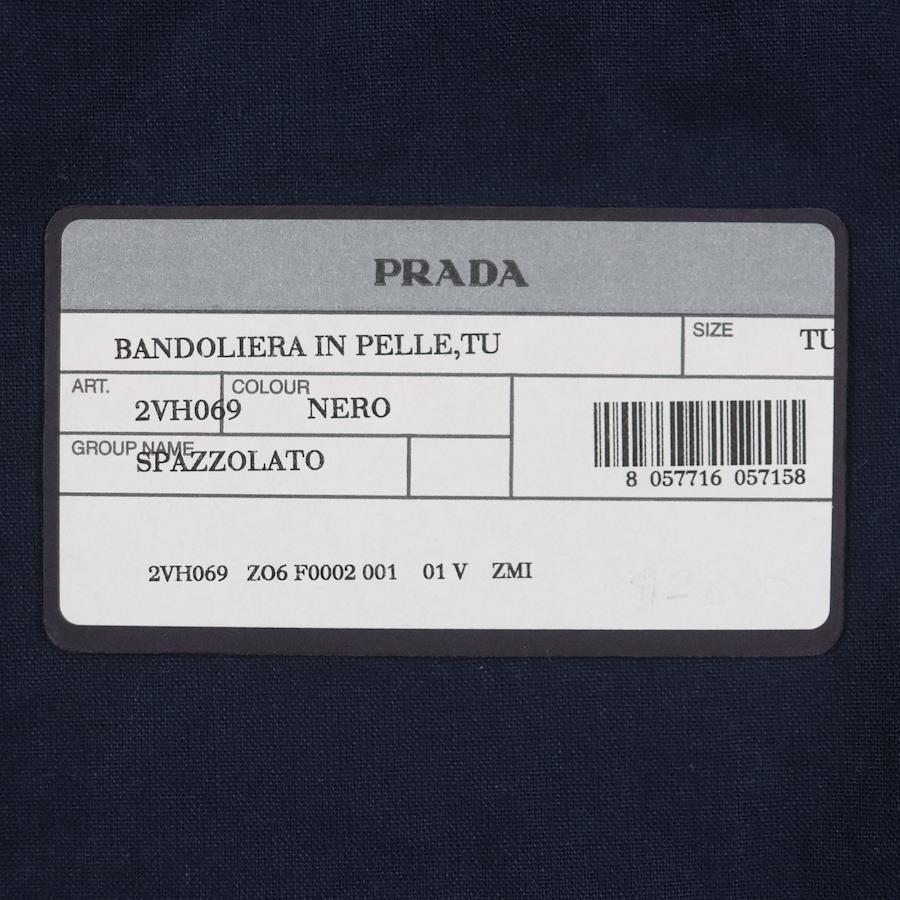 PRADA
BANDOLIERA IN PELLE,TU
SIZE TU
ART. 2VH069
COLOUR NERO
GROUP NAME SPAZZOLATO
8 057716 057158
2VH069 ZO6 F0002 001 01 V ZMI